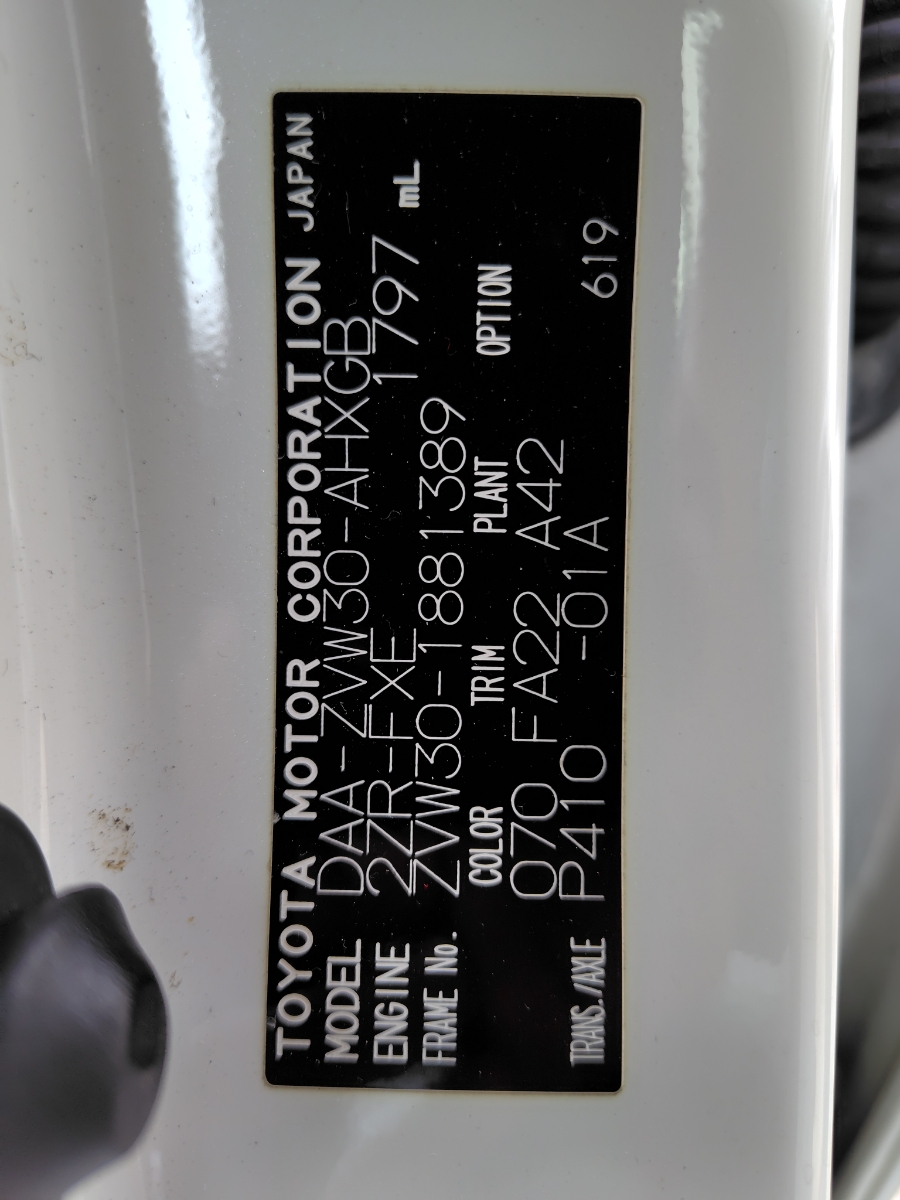 TOYOTA MOTOR CORPORATION JAPAN
MODEL DAA-ZVW30-AHXGB
ENGINE 2ZR-FXE 1797 mL
FRAME No. ZVW30-1881389
COLOR TRIM PLANT OPTION
070 FA22 A42
TRANS./AXLE P410 -01A 619